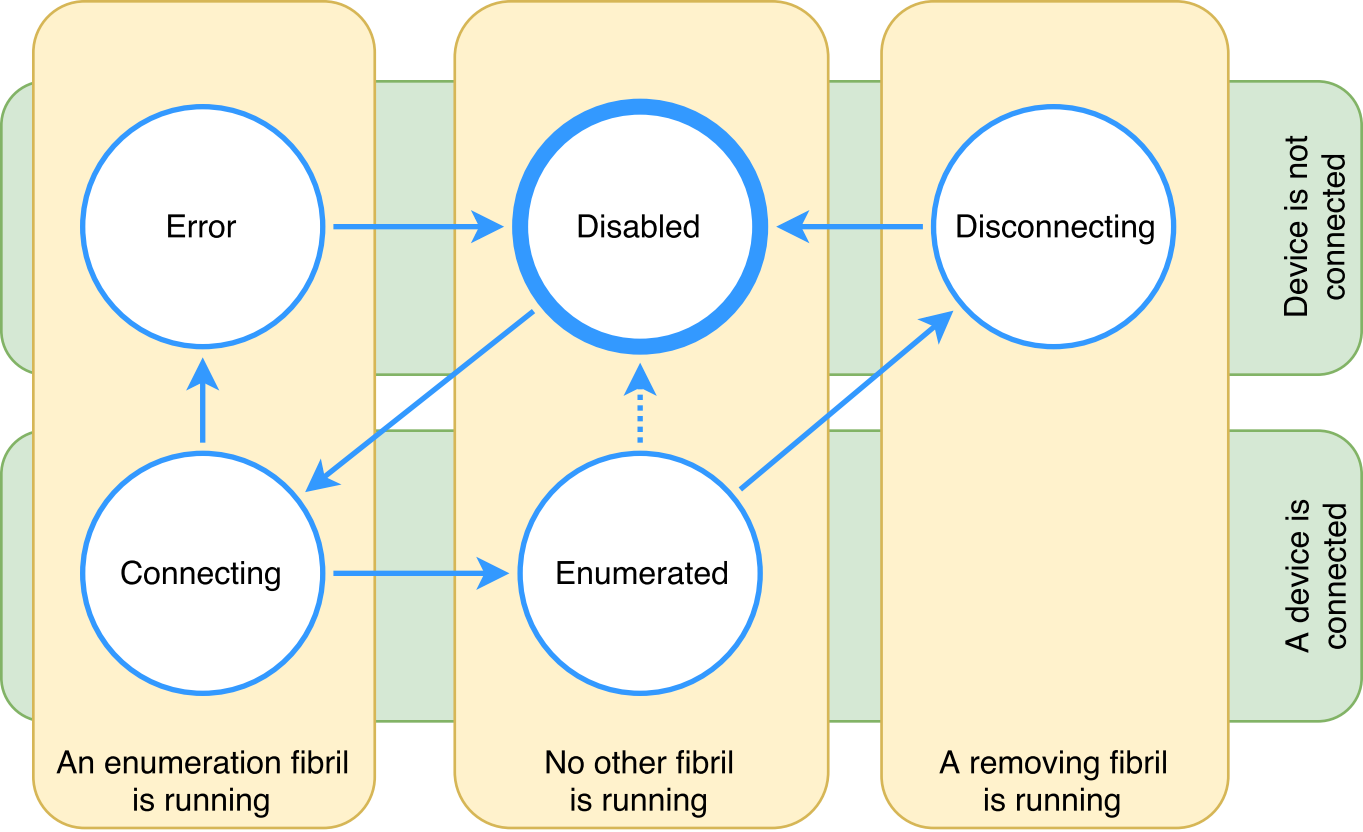 Error
Disabled
Disconnecting
Device is not
connected
Connecting
Enumerated
A device is
connected
An enumeration fibril
is running
No other fibril
is running
A removing fibril
is running